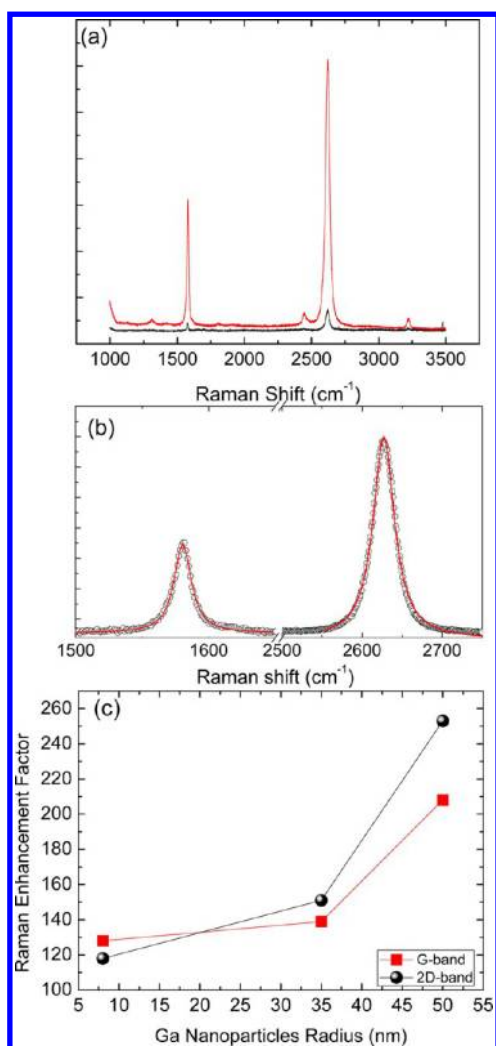 (a)
1000 1500 2000 2500 3000 3500
Raman Shift (cm-1)
(b)
1500 1600 2500 2600 2700
Raman shift (cm-1)
(c)
260
240
220
200
180
160
140
120
100
Raman Enhancement Factor
G-band
2D-band
5 10 15 20 25 30 35 40 45 50 55
Ga Nanoparticles Radius (nm)